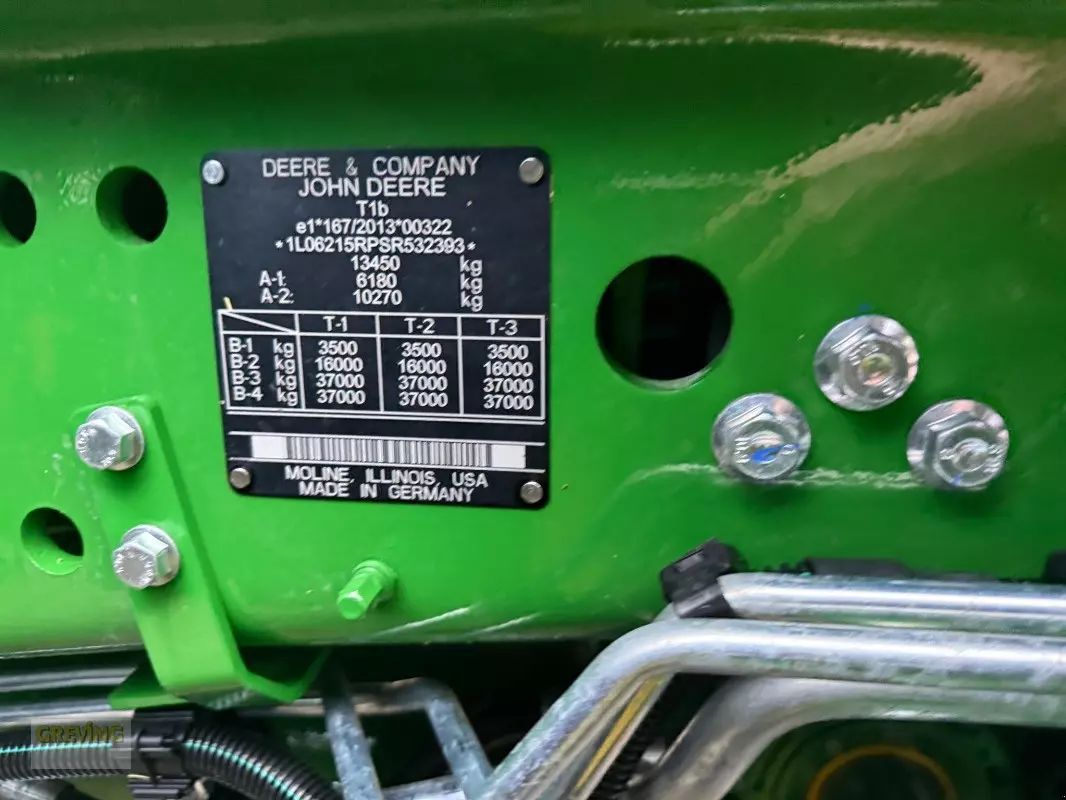 DEERE & COMPANY
JOHN DEERE
T1b
e1*167/2013*00322
*1L06215RPSR532393*
13450 kg
A-1: 6180 kg
A-2: 10270 kg
T-1 T-2 T-3
B-1 kg 3500 3500 3500
B-2 kg 16000 16000 16000
B-3 kg 37000 37000 37000
B-4 kg 37000 37000 37000
MOLINE, ILLINOIS, USA
MADE IN GERMANY
GREVING